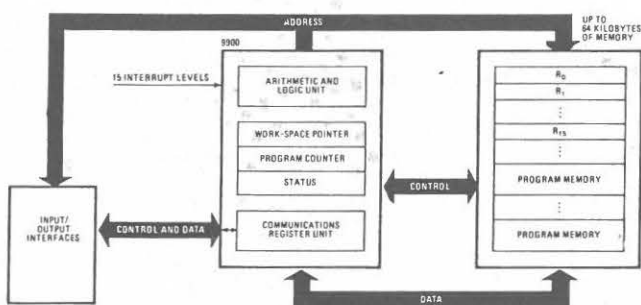 ADDRESS
UP TO
64 KILOBYTES
OF MEMORY
9900
15 INTERRUPT LEVELS
ARITHMETIC AND
LOGIC UNIT
WORK-SPACE POINTER
PROGRAM COUNTER
STATUS
COMMUNICATIONS
REGISTER UNIT
INPUT/
OUTPUT
INTERFACES
CONTROL AND DATA
CONTROL
R0
R1
⋮
R15
⋮
PROGRAM MEMORY
⋮
PROGRAM MEMORY
DATA